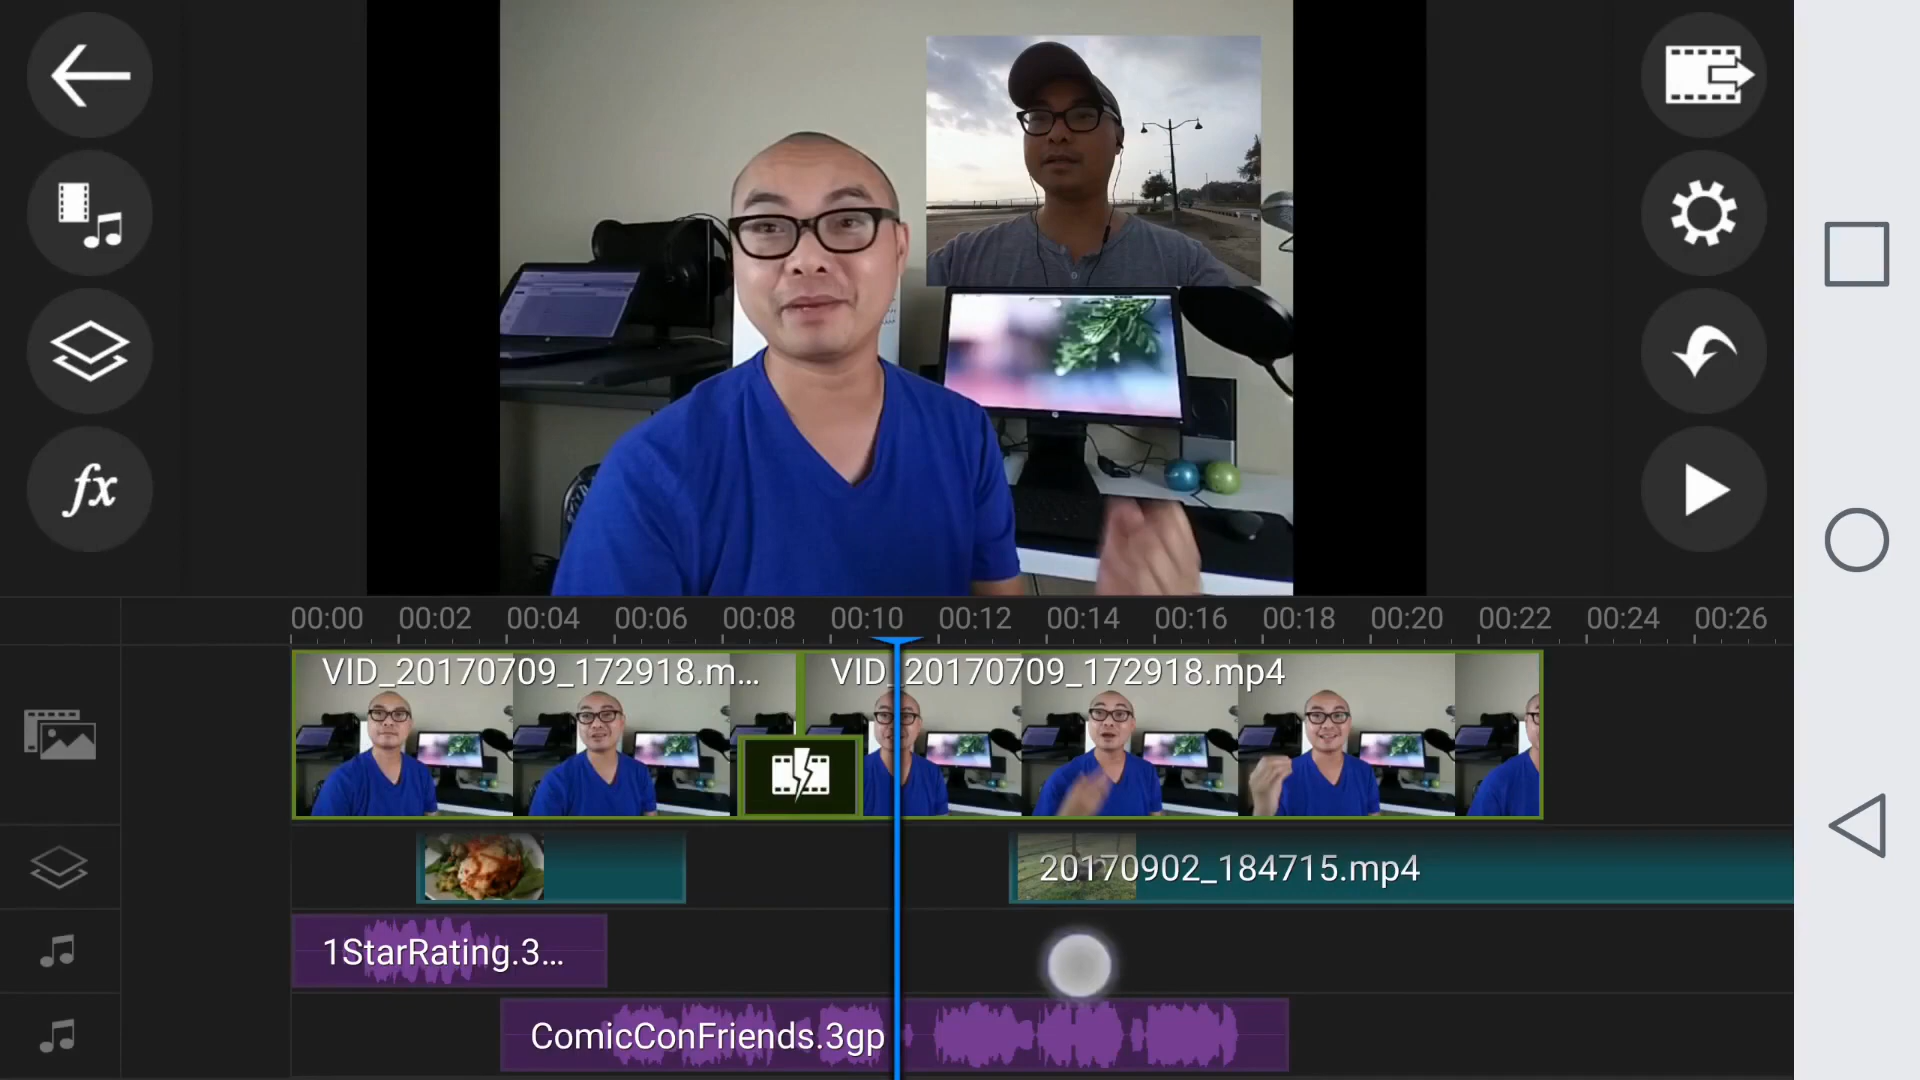 fx
00:00 00:02 00:04 00:06 00:08 00:10 00:12 00:14 00:16 00:18 00:20 00:22 00:24 00:26
VID_20170709_172918.m... VID_20170709_172918.mp4
20170902_184715.mp4
1StarRating.3...
ComicConFriends.3gp